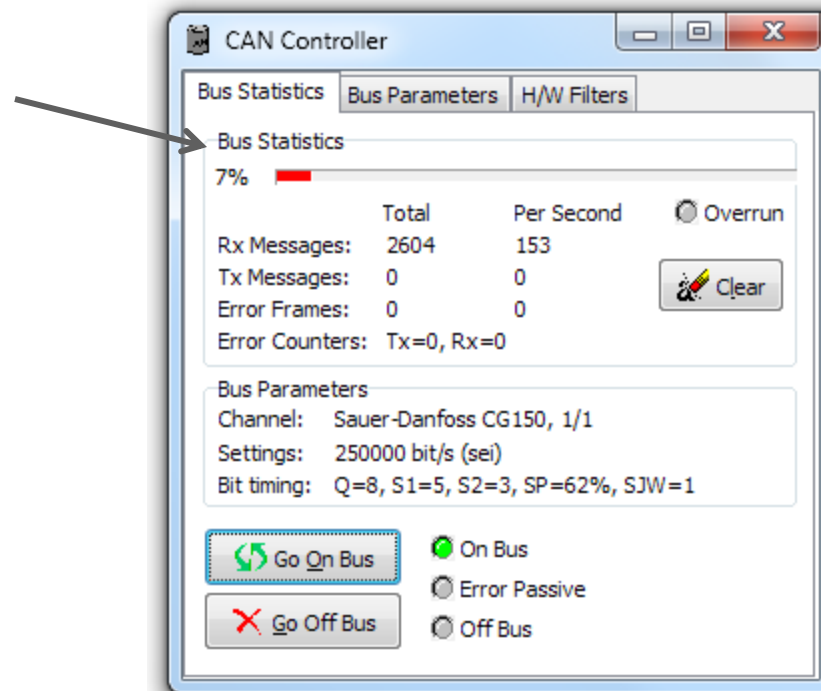 CAN Controller
Bus Statistics Bus Parameters H/W Filters
Bus Statistics
7%
Total Per Second Overrun
Rx Messages: 2604 153
Tx Messages: 0 0
Clear
Error Frames: 0 0
Error Counters: Tx=0, Rx=0
Bus Parameters
Channel: Sauer-Danfoss CG150, 1/1
Settings: 250000 bit/s (sei)
Bit timing: Q=8, S1=5, S2=3, SP=62%, SJW=1
Go On Bus
On Bus
Error Passive
Go Off Bus
Off Bus